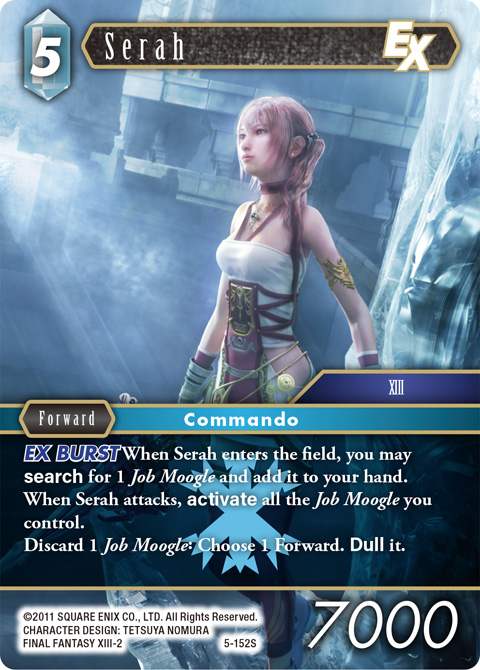 5
Serah
EX
XIII
Forward
Commando
EX BURST When Serah enters the field, you may
search for 1 Job Moogle and add it to your hand.
When Serah attacks, activate all the Job Moogle you
control.
Discard 1 Job Moogle: Choose 1 Forward. Dull it.
©2011 SQUARE ENIX CO., LTD. All Rights Reserved.
CHARACTER DESIGN: TETSUYA NOMURA
FINAL FANTASY XIII-2
5-152S
7000